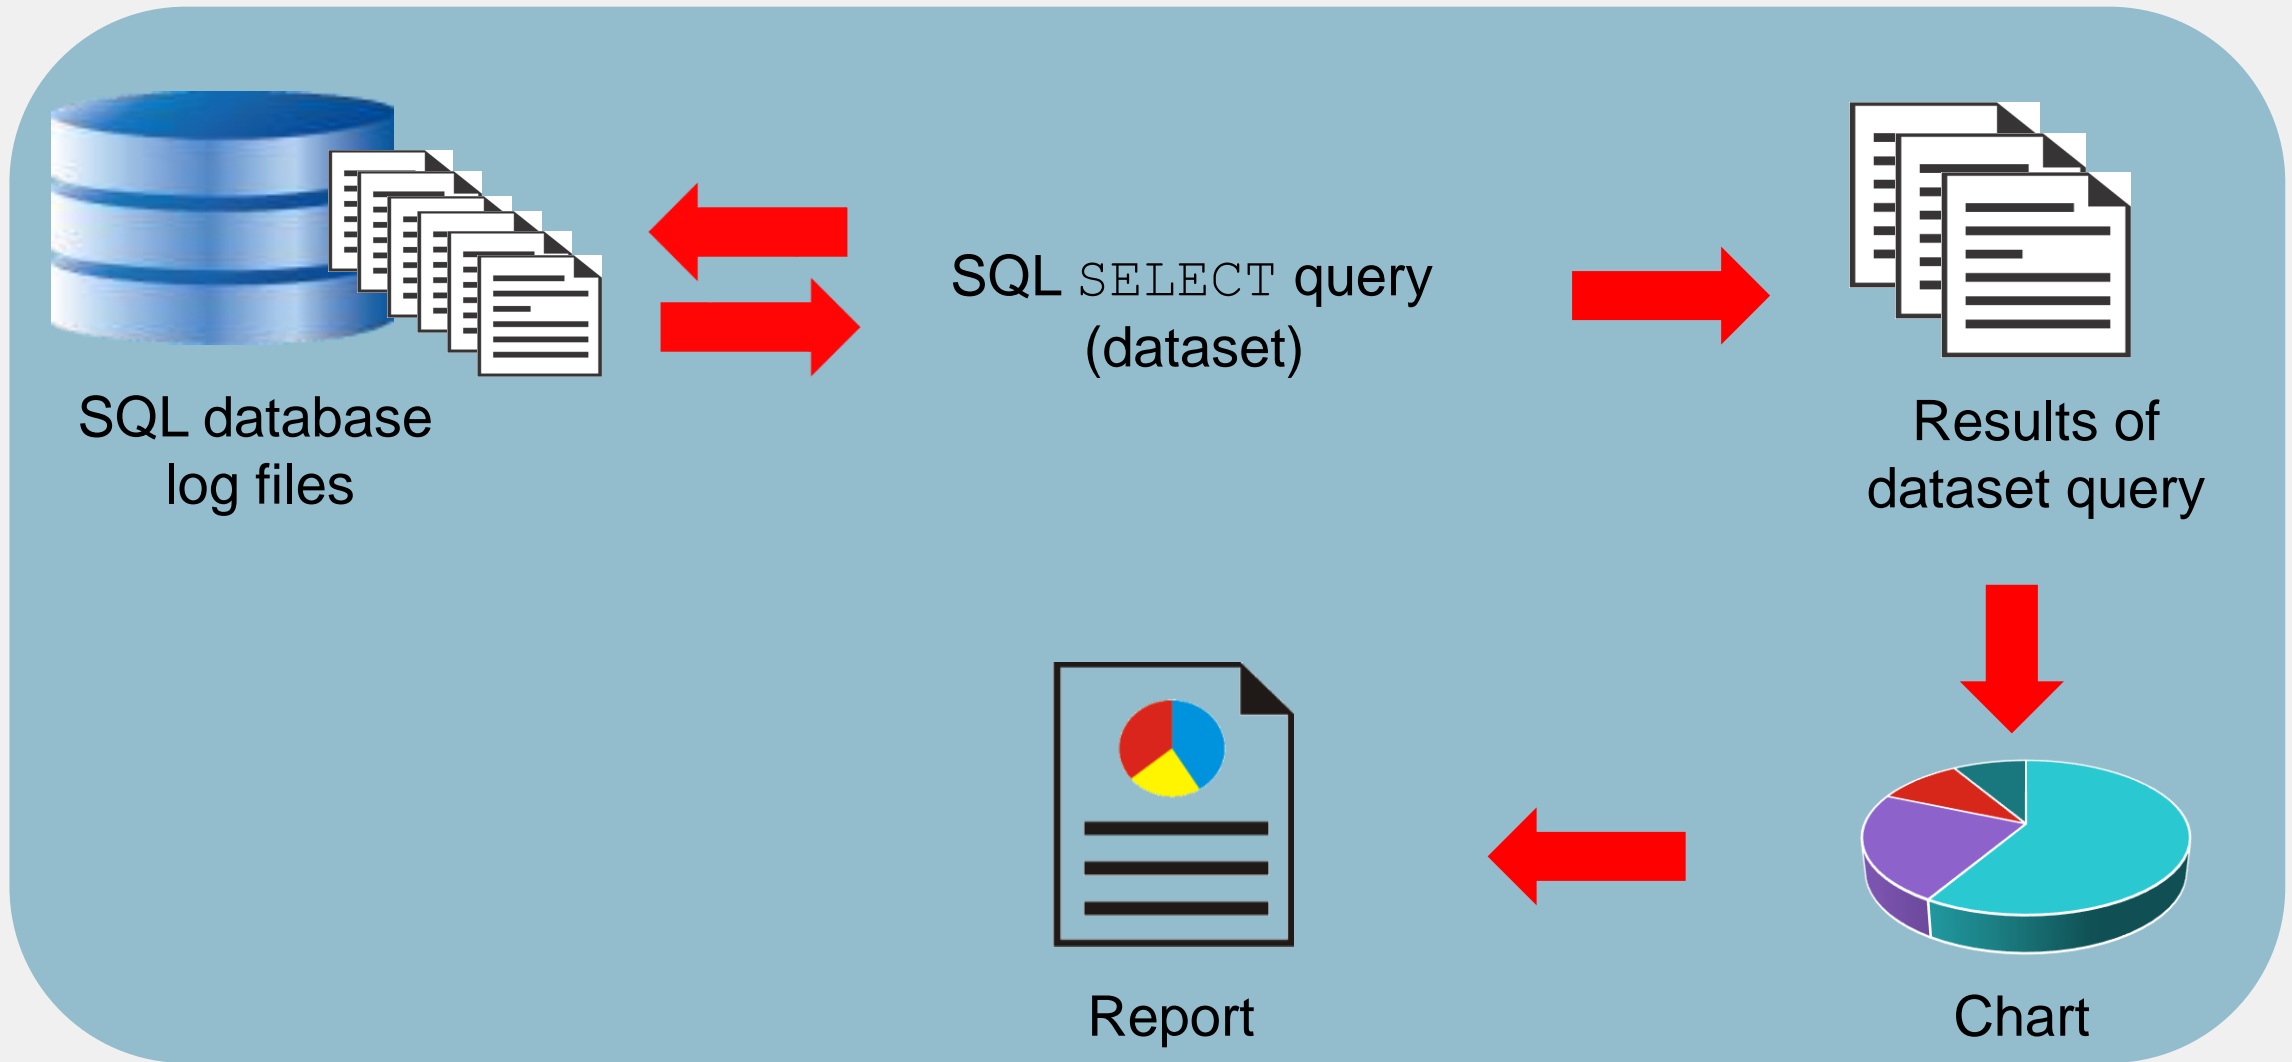 SQL database
log files
SQL SELECT query
(dataset)
Results of
dataset query
Report
Chart